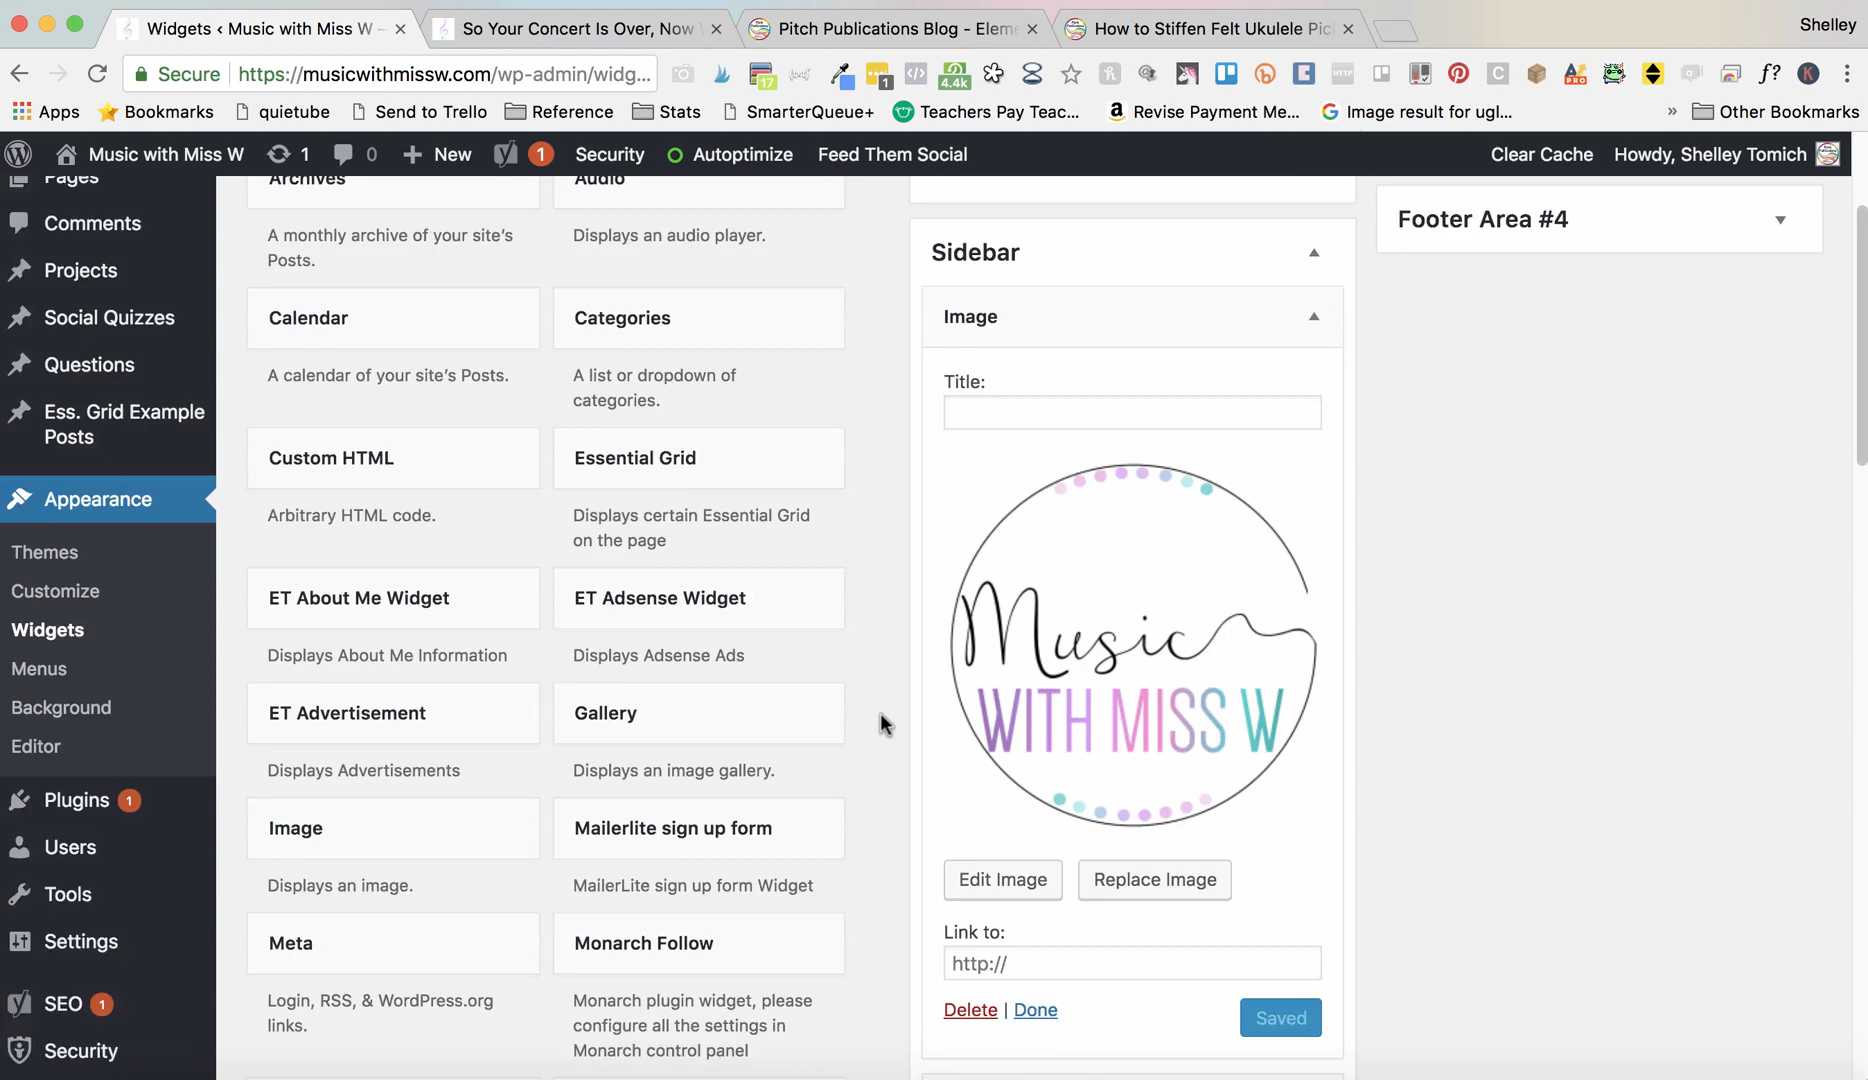 Widgets ‹ Music with Miss W –
So Your Concert Is Over, Now
Pitch Publications Blog - Eleme
How to Stiffen Felt Ukulele Pic
Shelley
Secure
https://musicwithmissw.com/wp-admin/widg...
17
1
4.4k
HTTP
PRO
f?
K
Apps
Bookmarks
quietube
Send to Trello
Reference
Stats
SmarterQueue+
Teachers Pay Teac...
Revise Payment Me...
Image result for ugl...
»
Other Bookmarks
Music with Miss W
1
0
New
1
Security
Autoptimize
Feed Them Social
Clear Cache
Howdy, Shelley Tomich
Pages
Comments
Projects
Social Quizzes
Questions
Ess. Grid Example
Posts
Appearance
Themes
Customize
Widgets
Menus
Background
Editor
Plugins 1
Users
Tools
Settings
SEO 1
Security
Archives
A monthly archive of your site's
Posts.
Audio
Displays an audio player.
Calendar
A calendar of your site's Posts.
Categories
A list or dropdown of
categories.
Custom HTML
Arbitrary HTML code.
Essential Grid
Displays certain Essential Grid
on the page
ET About Me Widget
Displays About Me Information
ET Adsense Widget
Displays Adsense Ads
ET Advertisement
Displays Advertisements
Gallery
Displays an image gallery.
Image
Displays an image.
Mailerlite sign up form
MailerLite sign up form Widget
Meta
Login, RSS, & WordPress.org
links.
Monarch Follow
Monarch plugin widget, please
configure all the settings in
Monarch control panel
Sidebar
Image
Title:
Music
WITH MISS W
Edit Image
Replace Image
Link to:
http://
Delete | Done
Saved
Footer Area #4